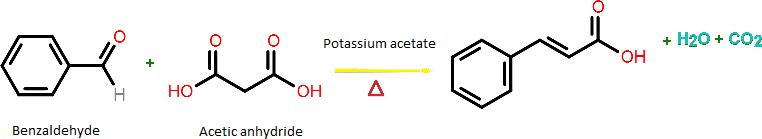 O
H
Benzaldehyde
+
O
O
HO
OH
Acetic anhydride
Potassium acetate
Δ
O
OH
+ H2O + CO2